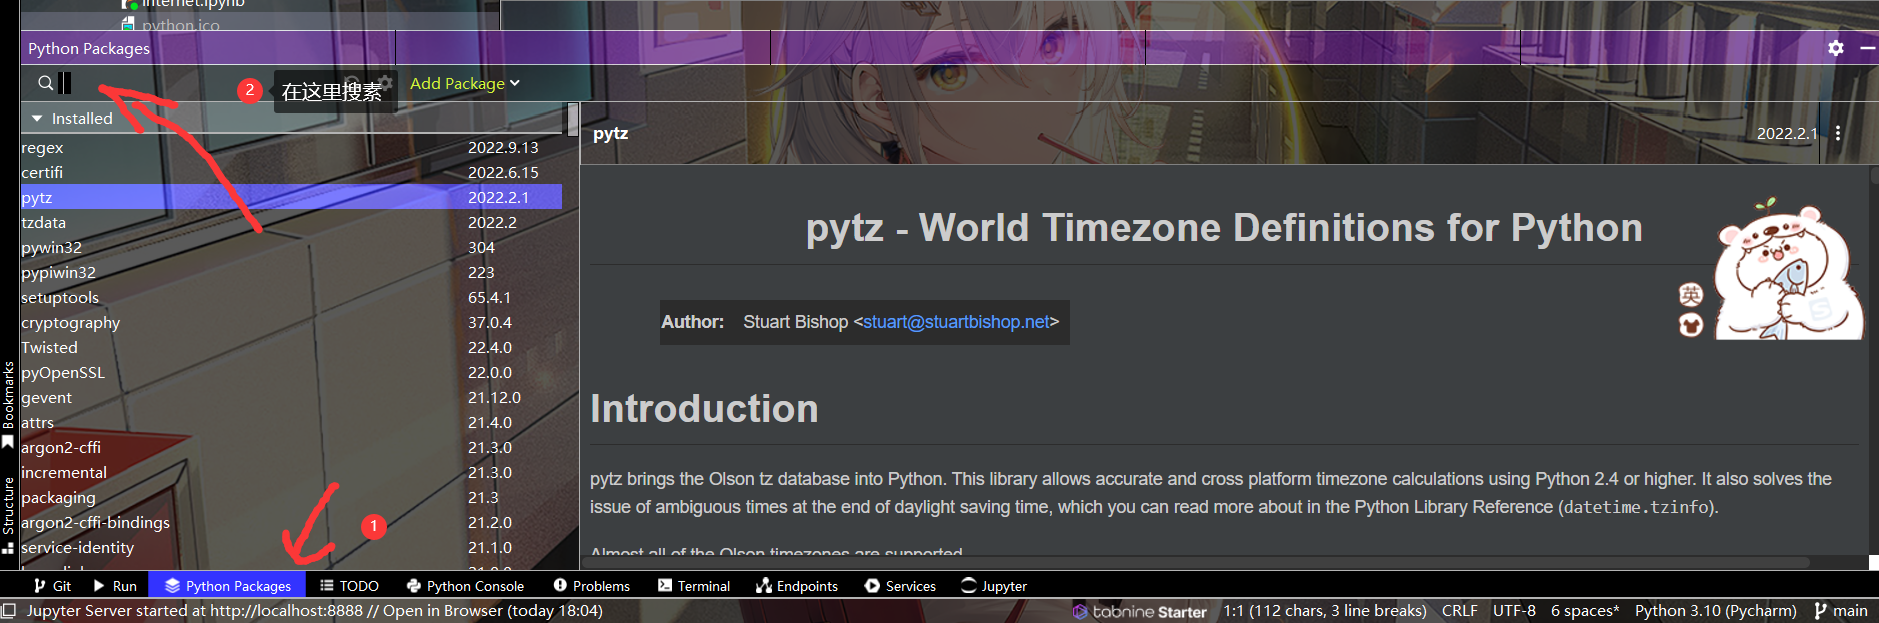 internet.ipynb
python.ico
Python Packages
2 在这里搜素 Add Package
Installed
regex 2022.9.13
certifi 2022.6.15
pytz 2022.2.1
tzdata 2022.2
pywin32 304
pypiwin32 223
setuptools 65.4.1
cryptography 37.0.4
Twisted 22.4.0
pyOpenSSL 22.0.0
gevent 21.12.0
attrs 21.4.0
argon2-cffi 21.3.0
incremental 21.3.0
packaging 21.3
argon2-cffi-bindings 21.2.0
service-identity 21.1.0
1
Bookmarks
Structure
pytz 2022.2.1
pytz - World Timezone Definitions for Python
英
Author: Stuart Bishop <stuart@stuartbishop.net>
Introduction
pytz brings the Olson tz database into Python. This library allows accurate and cross platform timezone calculations using Python 2.4 or higher. It also solves the
issue of ambiguous times at the end of daylight saving time, which you can read more about in the Python Library Reference (datetime.tzinfo).
Almost all of the Olson timezones are supported
Git Run Python Packages TODO Python Console Problems Terminal Endpoints Services Jupyter
Jupyter Server started at http://localhost:8888 // Open in Browser (today 18:04) tabnine Starter 1:1 (112 chars, 3 line breaks) CRLF UTF-8 6 spaces* Python 3.10 (Pycharm) main